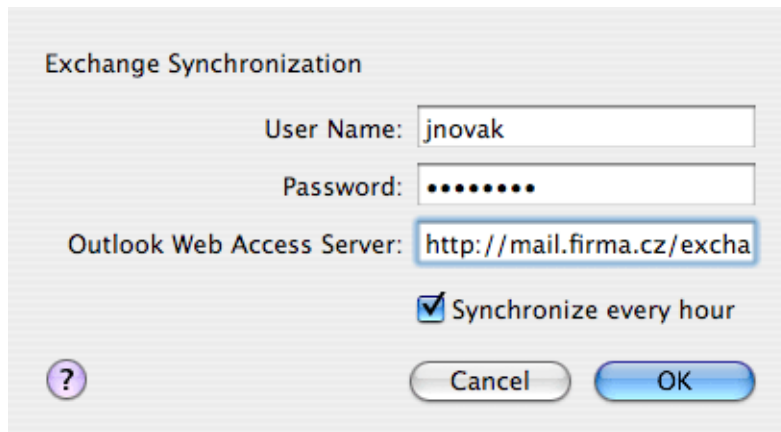 Exchange Synchronization
User Name: jnovak
Password: •••••••••
Outlook Web Access Server: http://mail.firma.cz/excha
Synchronize every hour
? Cancel OK